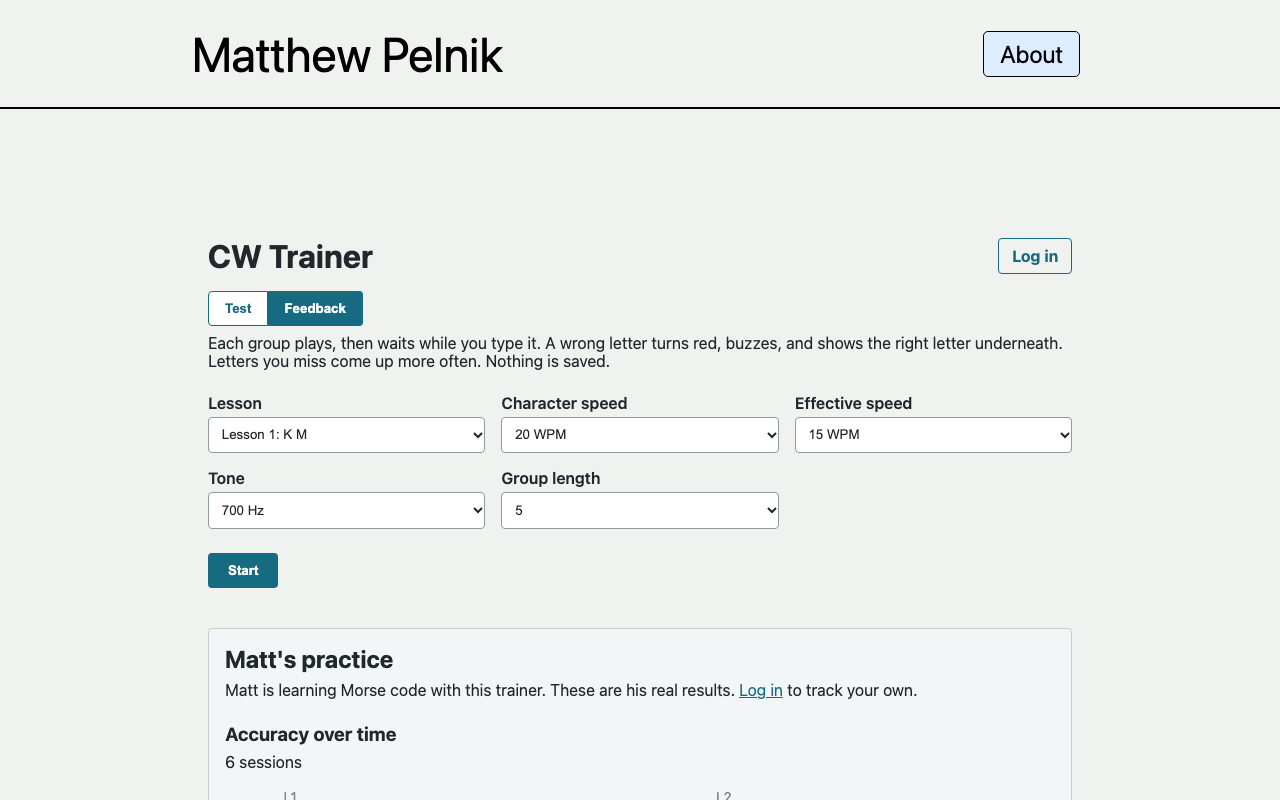 Matthew Pelnik
About
CW Trainer
Log in
Test
Feedback
Each group plays, then waits while you type it. A wrong letter turns red, buzzes, and shows the right letter underneath.
Letters you miss come up more often. Nothing is saved.
Lesson
Character speed
Effective speed
Lesson 1: K M
20 WPM
15 WPM
Tone
Group length
700 Hz
5
Start
Matt's practice
Matt is learning Morse code with this trainer. These are his real results. Log in to track your own.
Accuracy over time
6 sessions
L1
L2